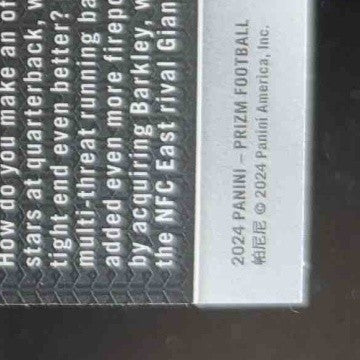 How do you make an of
stars at quarterback, w
tight end even better?
multi-threat running ba
added even more firepo
by acquiring Barkley, w
the NFC East rival Gian
2024 PANINI – PRIZM FOOTBALL
帕尼尼 © 2024 Panini America, Inc.